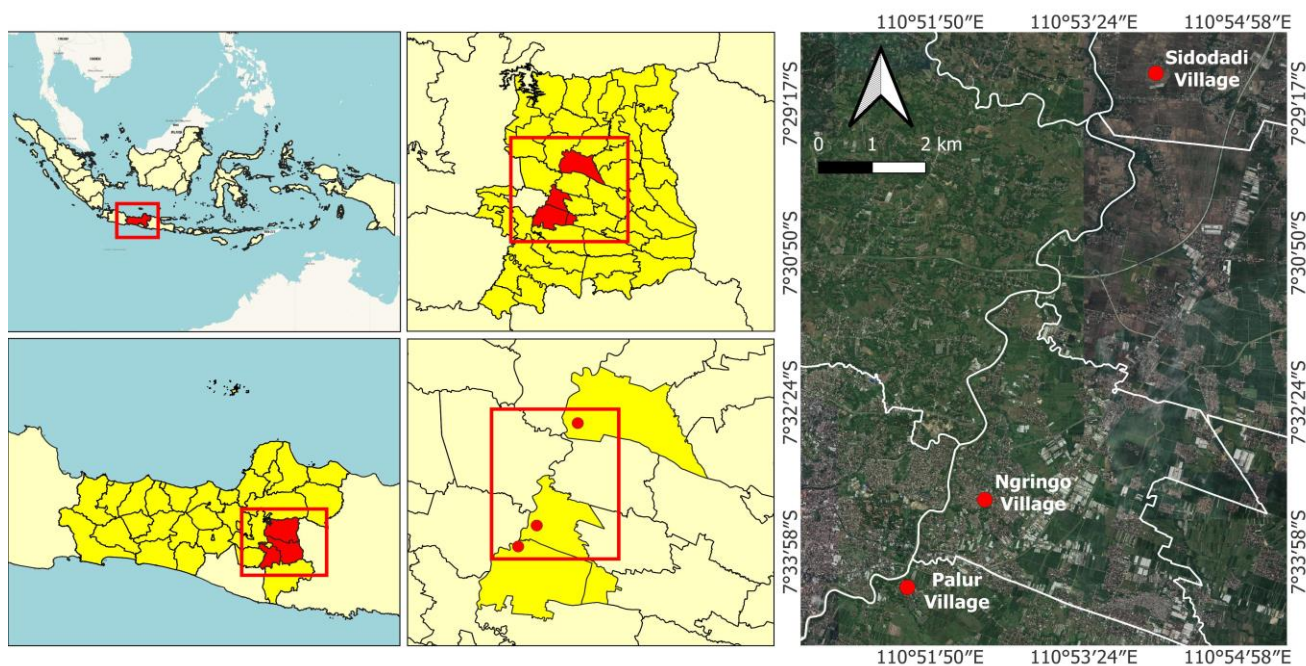 110°51′50″E 110°53′24″E 110°54′58″E
Sidodadi
Village
7°29′17″S
7°29′17″S
0 1 2 km
7°30′50″S
7°30′50″S
7°32′24″S
7°32′24″S
Ngringo
Village
7°33′58″S
7°33′58″S
Palur
Village
110°51′50″E 110°53′24″E 110°54′58″E